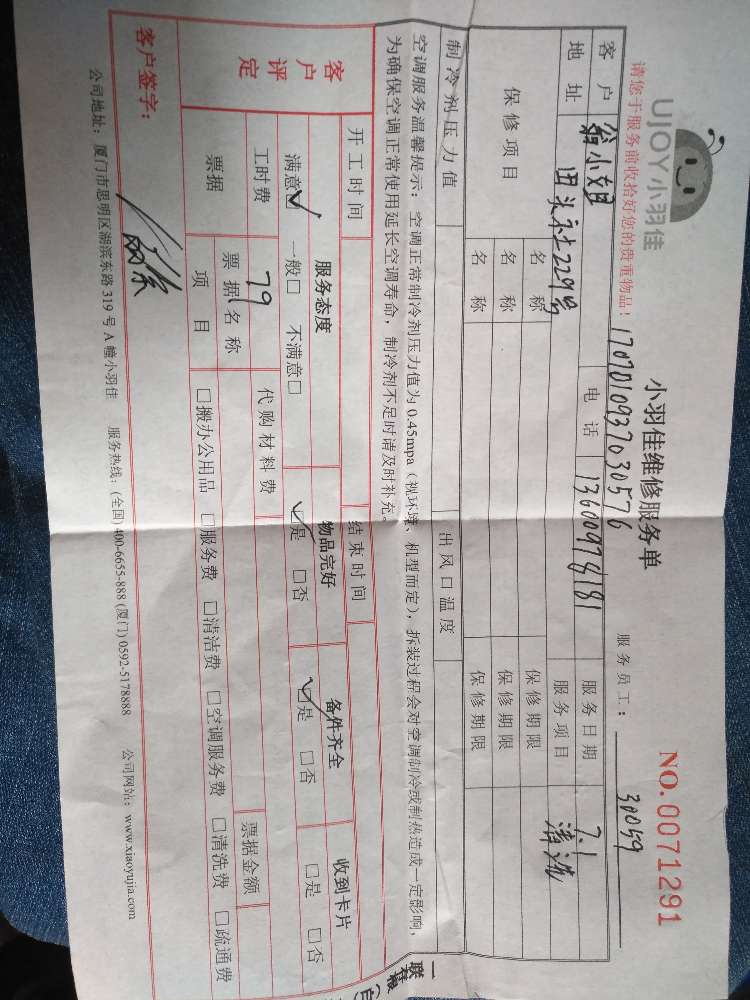 UJOY小羽佳
小羽佳维修服务单
NO. 0071291
请您于服务前收拾好您的贵重物品!
1707010937030576
服务员工: 30059
客户 翁小姐 电话 13600978181 服务日期 7.1
地址 田头社229号 服务项目 清洗
保修项目 名称 保修期限
名称 保修期限
名称 保修期限
制冷剂压力值 出风口温度
空调服务温馨提示:空调正常制冷剂压力值为0.45mpa(视环境、机型而定),拆装过程会对空调制冷或制热造成一定影响,
为确保空调正常使用延长空调寿命,制冷剂不足时请及时补充。
开工时间 结束时间
客户评定 服务态度 物品完好 备件齐全 收到卡片
满意☑ 一般□ 不满意□ ☑是 □否 ☑是 □否 □是 □否
工时费 79 代购材料费 票据金额
票据 票据名称
项目 □搬办公用品 □服务费 □清洁费 □空调服务费 □清洗费 □疏通费
客户签字:
公司地址:厦门市思明区湖滨东路319号A幢小羽佳 服务热线:(全国)400-6655-888 (厦门)0592-5178888 公司网站:www.xiaoyujia.com
一联